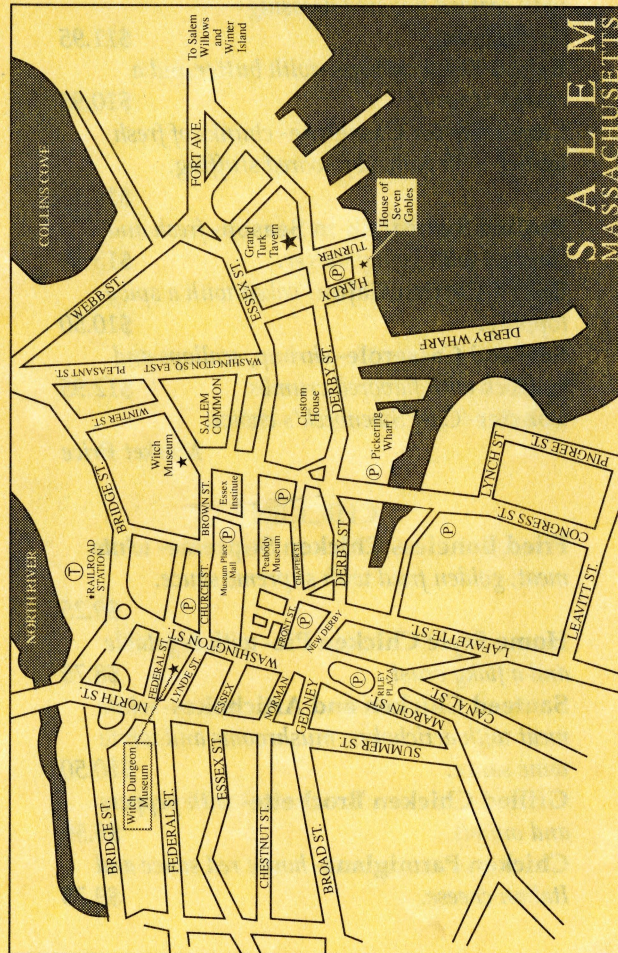 SALEM
MASSACHUSETTS
NORTH RIVER
COLLINS COVE
To Salem
Willows
and
Winter
Island
T
RAILROAD
STATION
FORT AVE.
WEBB ST.
BRIDGE ST.
WINTER ST.
PLEASANT ST.
WASHINGTON SQ. EAST
ESSEX ST.
Grand
Turk
Tavern
TURNER
HARDY
P
House of
Seven
Gables
Witch
Museum
SALEM
COMMON
NORTH ST.
FEDERAL ST.
LYNDE ST.
CHURCH ST.
P
BROWN ST.
Museum Place
Mall
P
Essex
Institute
Custom
House
DERBY ST.
DERBY WHARF
Witch Dungeon
Museum
WASHINGTON ST.
ESSEX
Peabody
Museum
P
CHAPTER ST.
FRONT ST.
P
NEW DERBY
DERBY ST
P
Pickering
Wharf
BRIDGE ST.
FEDERAL ST.
ESSEX ST.
CHESTNUT ST.
BROAD ST.
NORMAN
GEDNEY
P
RILEY
PLAZA
MARGIN ST.
SUMMER ST.
CANAL ST.
LAFAYETTE ST.
P
LYNCH ST
PINGREE ST.
CONGRESS ST.
LEAVITT ST.